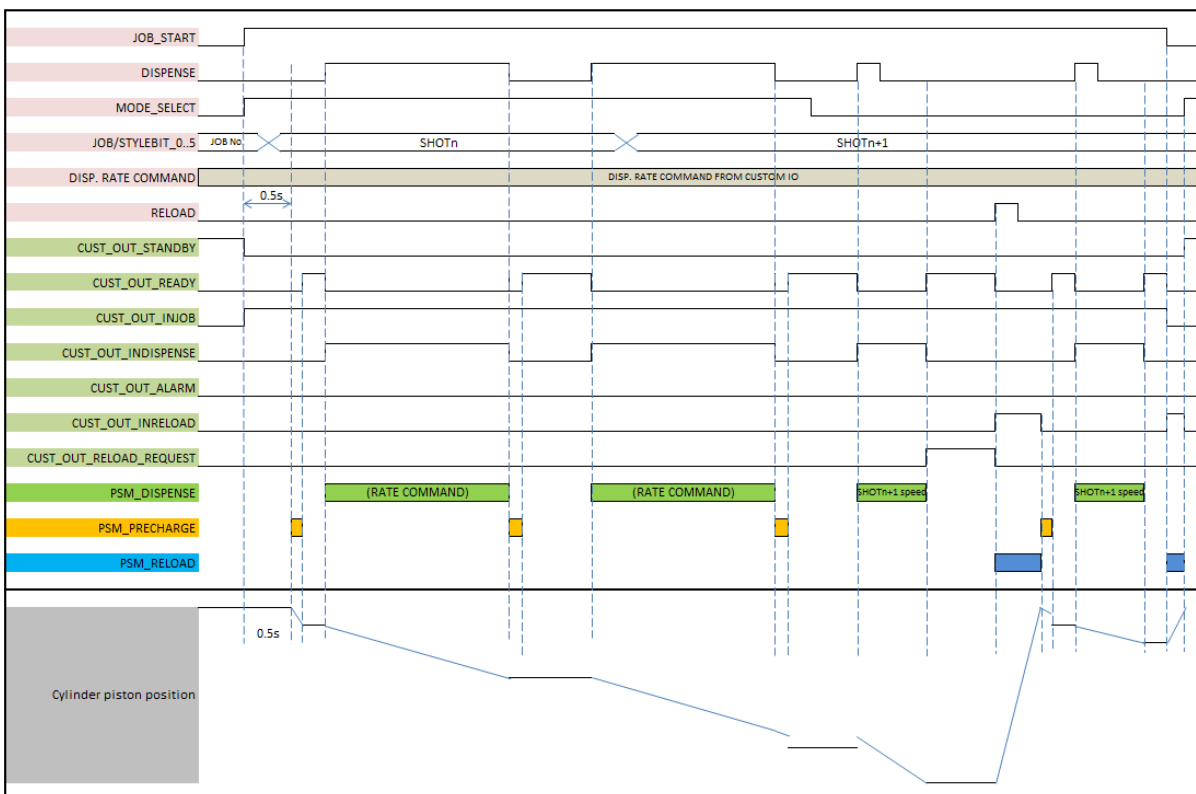 JOB_START
DISPENSE
MODE_SELECT
JOB/STYLEBIT_0..5 JOB No. SHOTn SHOTn+1
DISP. RATE COMMAND DISP. RATE COMMAND FROM CUSTOM IO
0.5s
RELOAD
CUST_OUT_STANDBY
CUST_OUT_READY
CUST_OUT_INJOB
CUST_OUT_INDISPENSE
CUST_OUT_ALARM
CUST_OUT_INRELOAD
CUST_OUT_RELOAD_REQUEST
PSM_DISPENSE (RATE COMMAND) (RATE COMMAND) SHOTn+1 speed SHOTn+1 speed
PSM_PRECHARGE
PSM_RELOAD
0.5s
Cylinder piston position